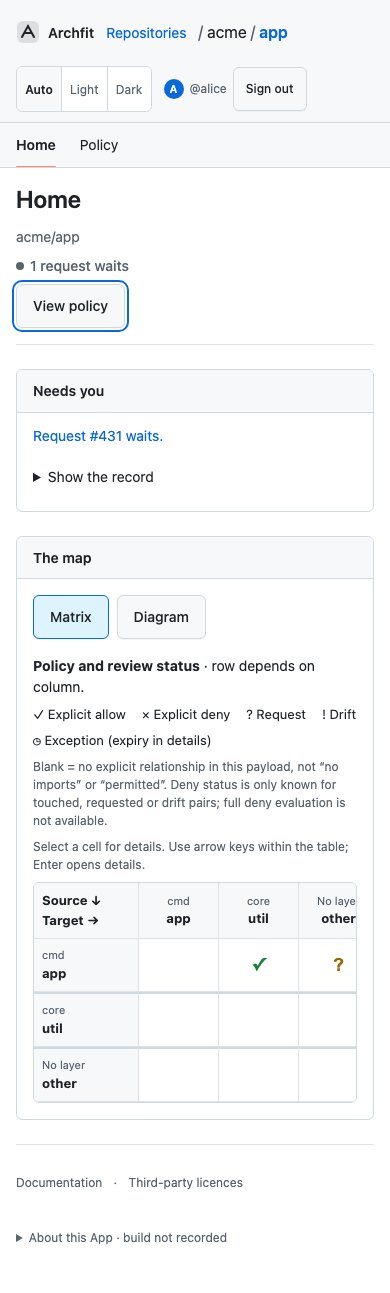 Archfit Repositories / acme / app
Auto Light Dark A @alice Sign out
Home Policy
Home
acme/app
1 request waits
View policy
Needs you
Request #431 waits.
Show the record
The map
Matrix Diagram
Policy and review status · row depends on
column.
✓ Explicit allow × Explicit deny ? Request ! Drift
◷ Exception (expiry in details)
Blank = no explicit relationship in this payload, not “no
imports” or “permitted”. Deny status is only known for
touched, requested or drift pairs; full deny evaluation is
not available.
Select a cell for details. Use arrow keys within the table;
Enter opens details.
Source ↓ cmd core No laye
Target → app util other
cmd
app ✓ ?
core
util
No layer
other
Documentation · Third-party licences
About this App · build not recorded